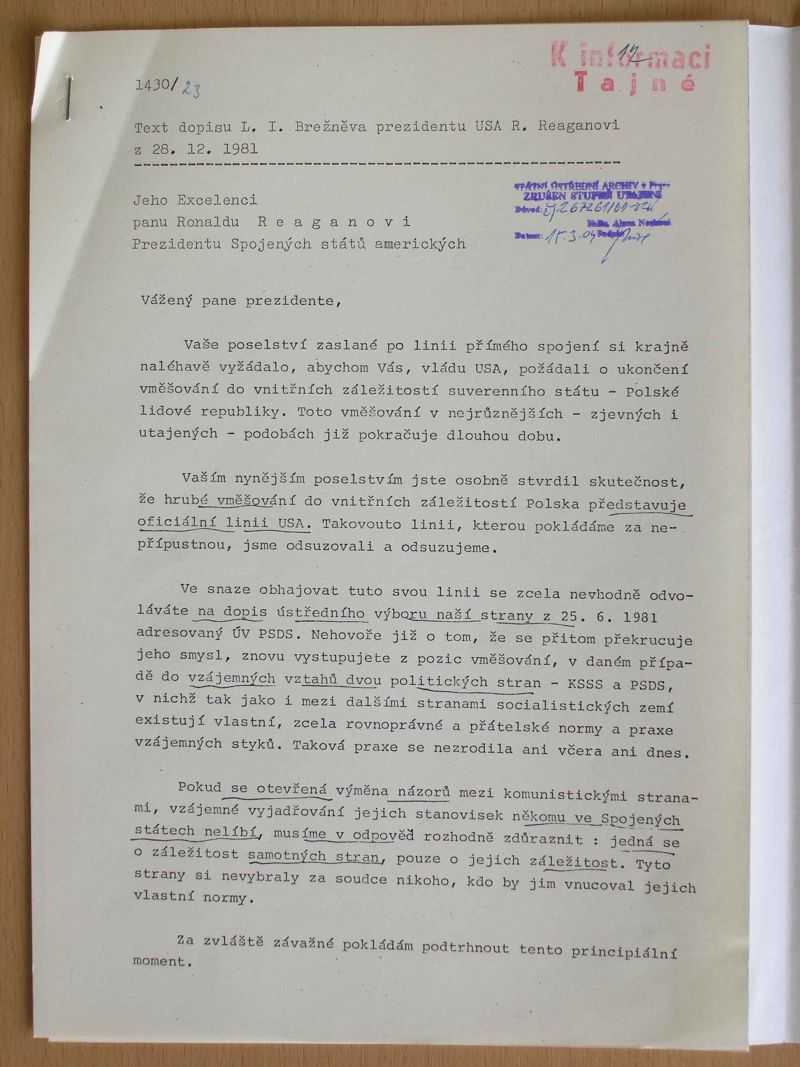 K informaci
12
Tajné
1430/23
Text dopisu L. I. Brežněva prezidentu USA R. Reaganovi
z 28. 12. 1981
STÁTNÍ ÚSTŘEDNÍ ARCHIV
ZRUŠEN STUPEŇ UTAJENÍ
Důvod:
Datum: 15.3.04
Jeho Excelenci
panu Ronaldu R e a g a n o v i
Prezidentu Spojených států amerických
Vážený pane prezidente,
Vaše poselství zaslané po linii přímého spojení si krajně
naléhavě vyžádalo, abychom Vás, vládu USA, požádali o ukončení
vměšování do vnitřních záležitostí suverenního státu - Polské
lidové republiky. Toto vměšování v nejrůznějších - zjevných i
utajených - podobách již pokračuje dlouhou dobu.
Vaším nynějším poselstvím jste osobně stvrdil skutečnost,
že hrubé vměšování do vnitřních záležitostí Polska představuje
oficiální linii USA. Takovouto linii, kterou pokládáme za ne-
přípustnou, jsme odsuzovali a odsuzujeme.
Ve snaze obhajovat tuto svou linii se zcela nevhodně odvo-
láváte na dopis ústředního výboru naší strany z 25. 6. 1981
adresovaný ÚV PSDS. Nehovoře již o tom, že se přitom překrucuje
jeho smysl, znovu vystupujete z pozic vměšování, v daném přípa-
dě do vzájemných vztahů dvou politických stran - KSSS a PSDS,
v nichž tak jako i mezi dalšími stranami socialistických zemí
existují vlastní, zcela rovnoprávné a přátelské normy a praxe
vzájemných styků. Taková praxe se nezrodila ani včera ani dnes.
Pokud se otevřená výměna názorů mezi komunistickými strana-
mi, vzájemné vyjadřování jejich stanovisek někomu ve Spojených
státech nelíbí, musíme v odpověď rozhodně zdůraznit : jedná se
o záležitost samotných stran, pouze o jejich záležitost. Tyto
strany si nevybraly za soudce nikoho, kdo by jim vnucoval jejich
vlastní normy.
Za zvláště závažné pokládám podtrhnout tento principiální
moment.